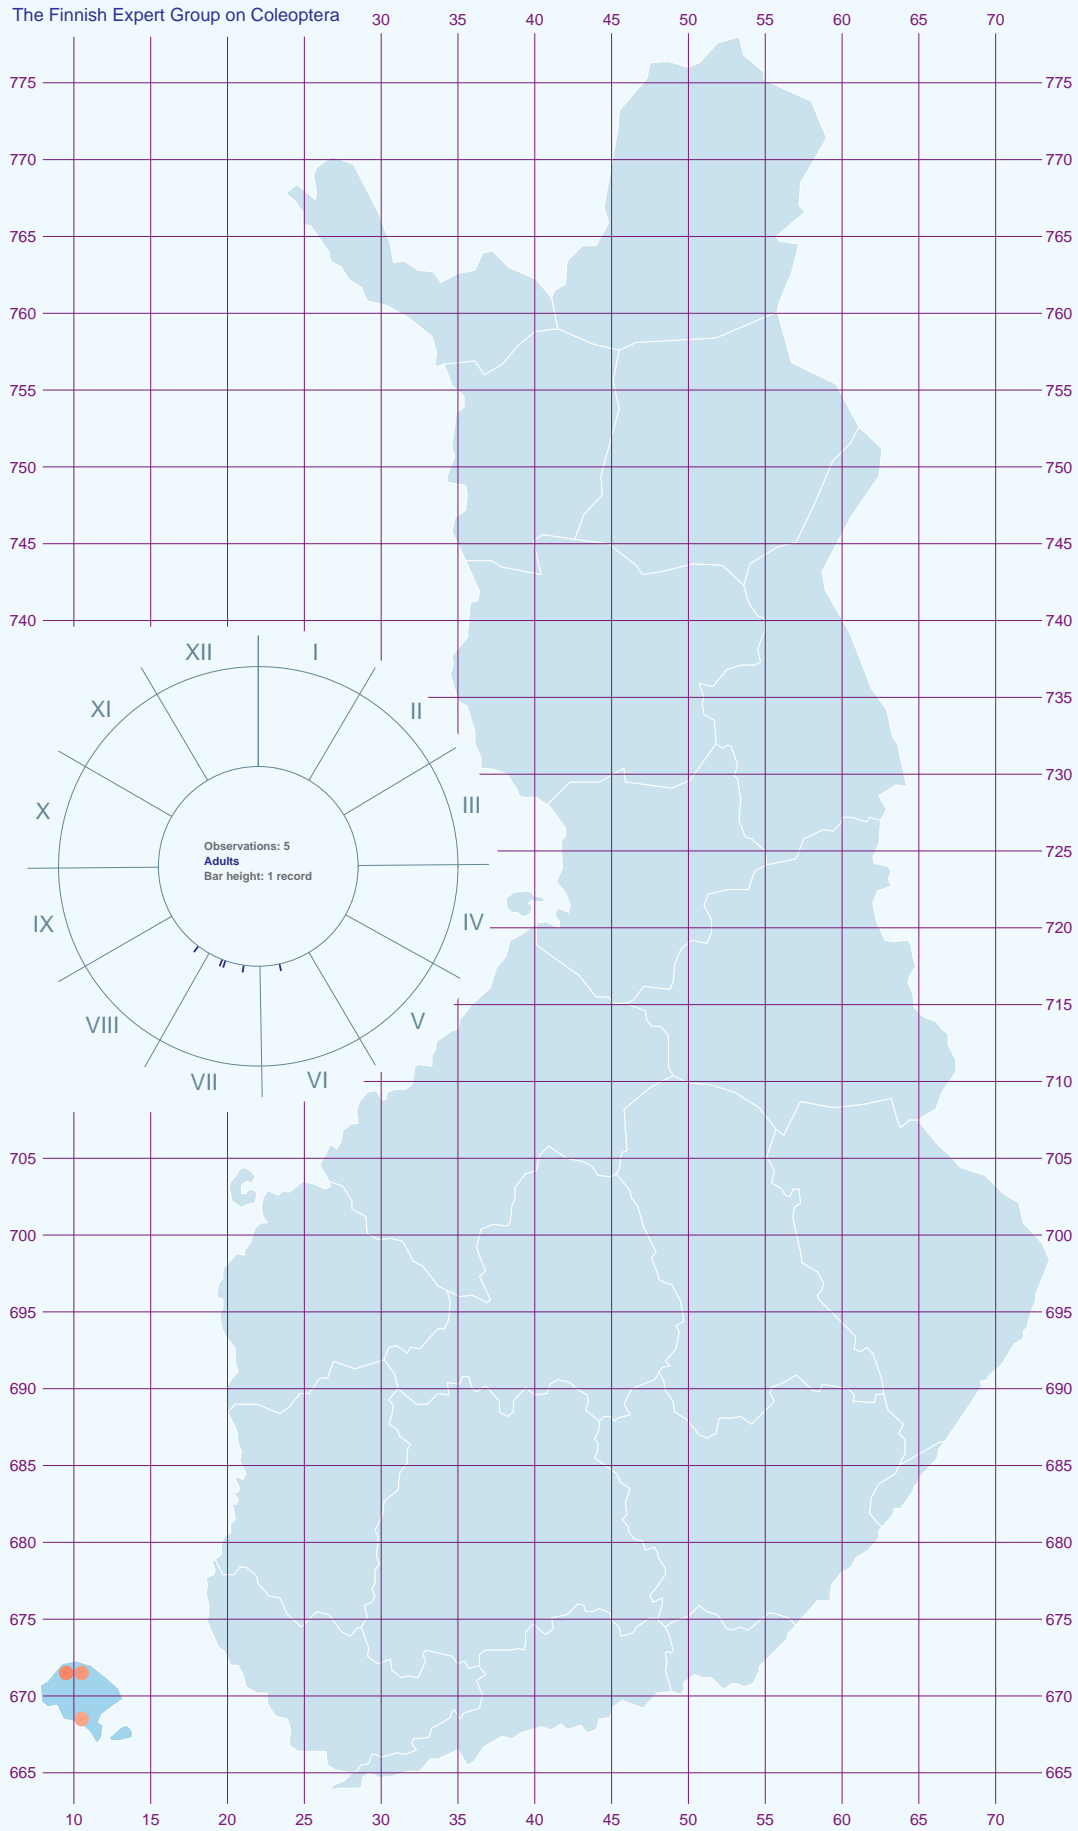 The Finnish Expert Group on Coleoptera
30 35 40 45 50 55 60 65 70
775 775
770 770
765 765
760 760
755 755
750 750
745 745
740 740
XII I
XI II
735
730
X III
725
Observations: 5
Adults
Bar height: 1 record
IX IV
720
715
VIII V
VII VI
710
705 705
700 700
695 695
690 690
685 685
680 680
675 675
670 670
665 665
10 15 20 25 30 35 40 45 50 55 60 65 70